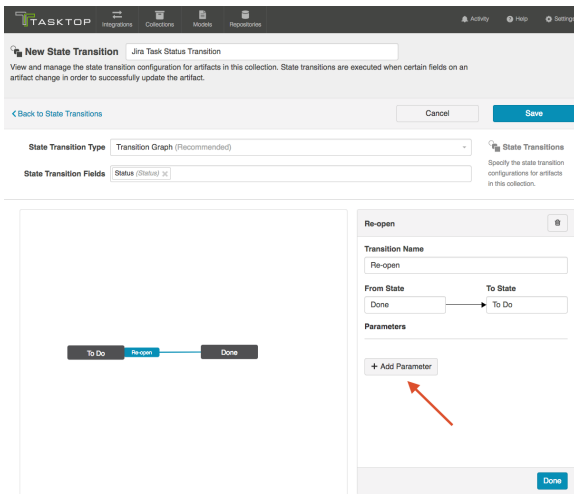 TASKTOP
Integrations
Collections
Models
Repositories
Activity
Help
Settings
New State Transition
Jira Task Status Transition
View and manage the state transition configuration for artifacts in this collection. State transitions are executed when certain fields on an
artifact change in order to successfully update the artifact.
Back to State Transitions
Cancel
Save
State Transition Type
Transition Graph (Recommended)
State Transitions
Specify the state transition
configurations for artifacts
in this collection.
State Transition Fields
Status (Status)
Re-open
Transition Name
Re-open
From State
To State
Done
To Do
Parameters
+ Add Parameter
To Do
Re-open
Done
Done